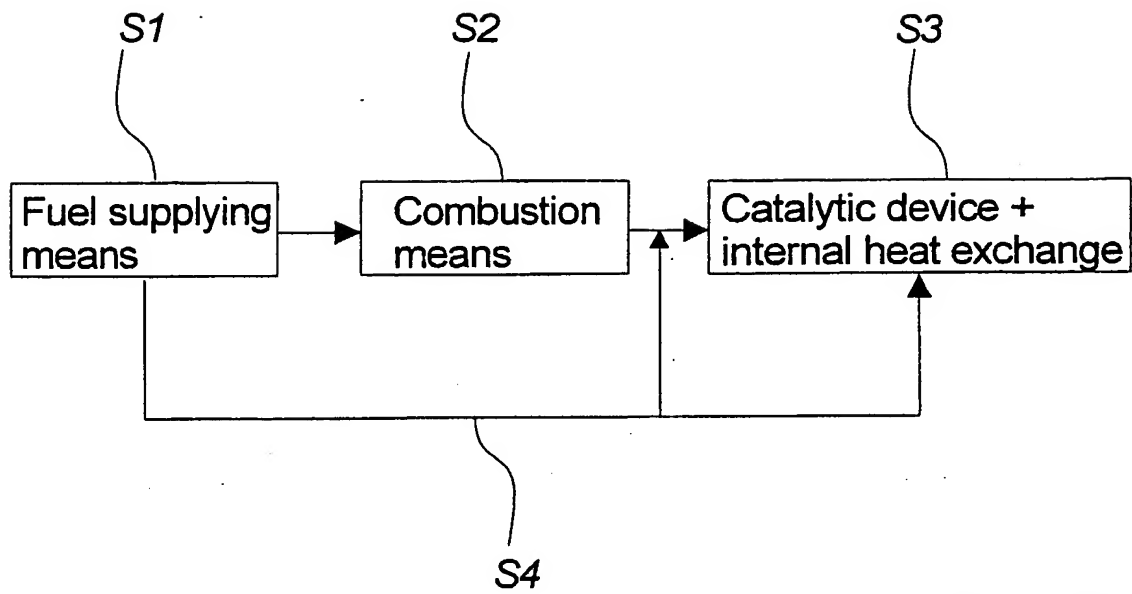 S1
S2
S3
Fuel supplying
means
Combustion
means
Catalytic device +
internal heat exchange
S4